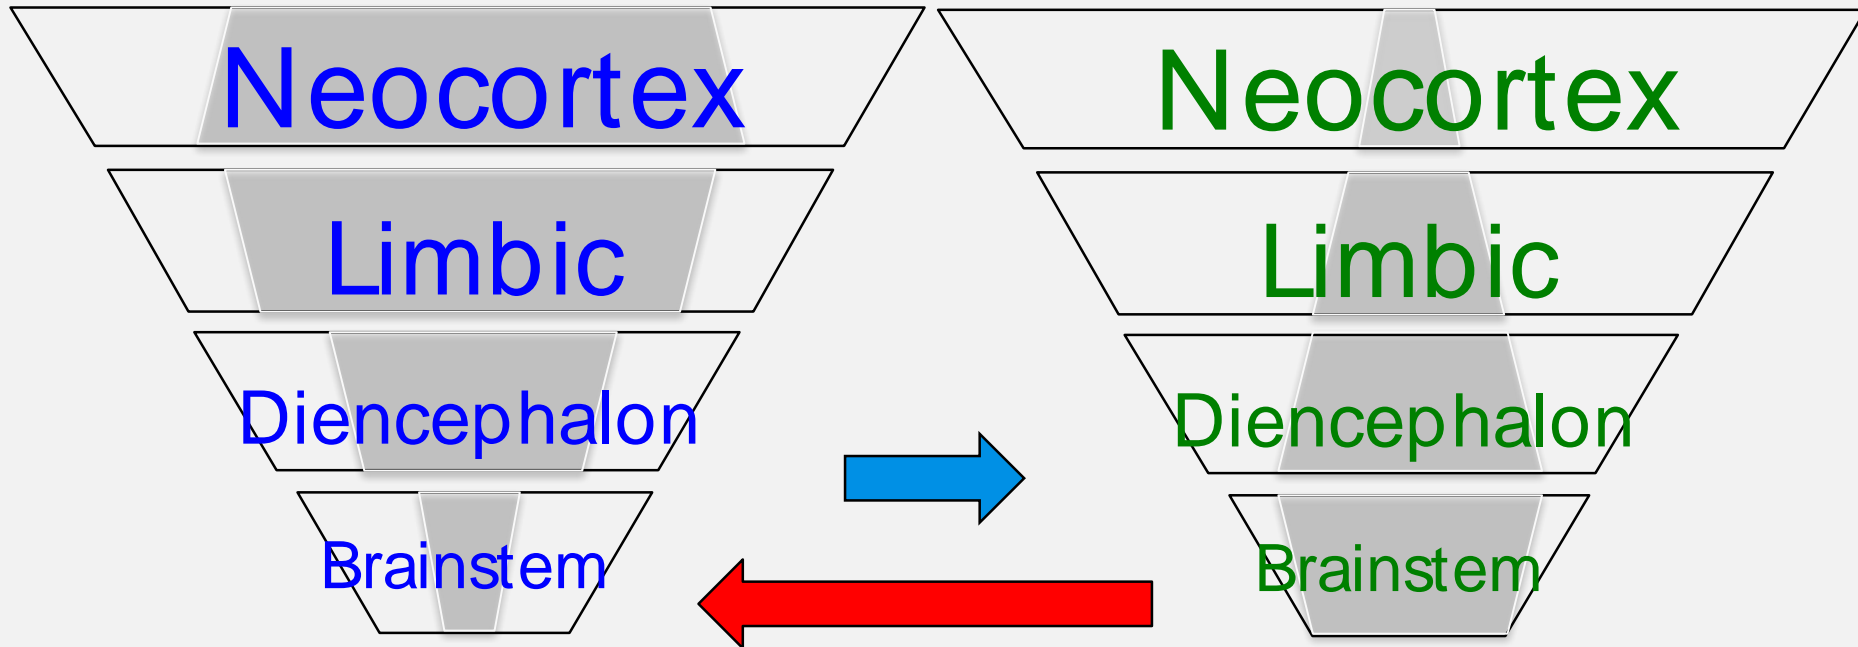 Neocortex
Limbic
Diencephalon
Brainstem
Neocortex
Limbic
Diencephalon
Brainstem